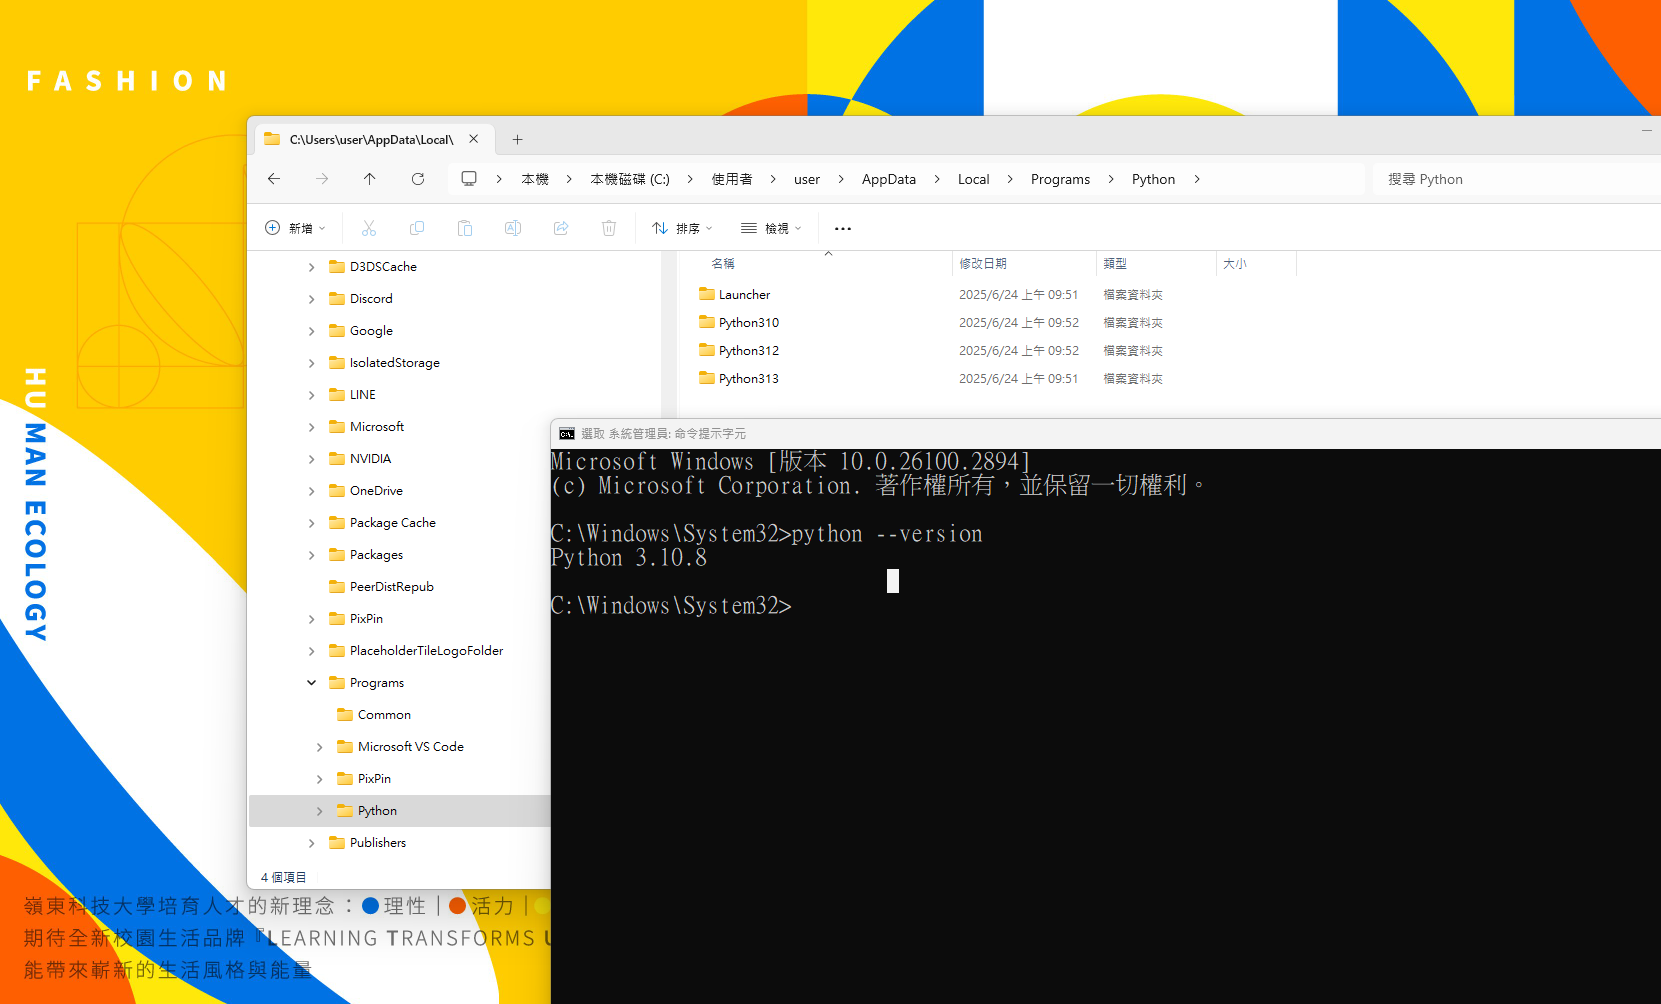 FASHION
HUMAN ECOLOGY
C:\Users\user\AppData\Local\
本機 > 本機磁碟 (C:) > 使用者 > user > AppData > Local > Programs > Python >
搜尋 Python
新增
排序
檢視
D3DSCache
Discord
Google
IsolatedStorage
LINE
Microsoft
NVIDIA
OneDrive
Package Cache
Packages
PeerDistRepub
PixPin
PlaceholderTileLogoFolder
Programs
Common
Microsoft VS Code
PixPin
Python
Publishers
4 個項目
名稱 修改日期 類型 大小
Launcher 2025/6/24 上午 09:51 檔案資料夾
Python310 2025/6/24 上午 09:52 檔案資料夾
Python312 2025/6/24 上午 09:52 檔案資料夾
Python313 2025/6/24 上午 09:51 檔案資料夾
選取 系統管理員: 命令提示字元
Microsoft Windows [版本 10.0.26100.2894]
(c) Microsoft Corporation. 著作權所有，並保留一切權利。
C:\Windows\System32>python --version
Python 3.10.8
C:\Windows\System32>
嶺東科技大學培育人才的新理念：理性｜活力｜
期待全新校園生活品牌『LEARNING TRANSFORMS
能帶來嶄新的生活風格與能量